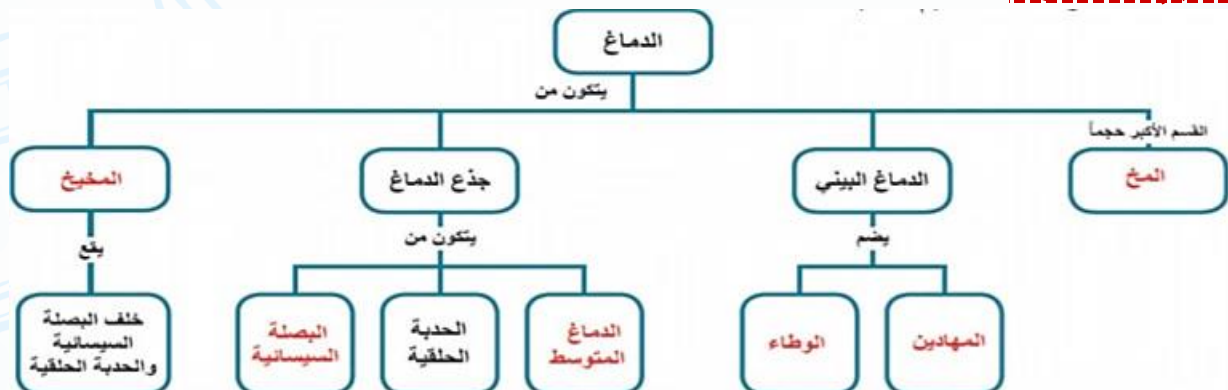 الدماغ
يتكون من
القسم الأكبر حجماً
المخ
الدماغ البيني
جذع الدماغ
المخيخ
يضم
يتكون من
يقع
المهادين
الوطاء
الدماغ
المتوسط
الحدبة
الحلقية
البصلة
السيسائية
خلف البصلة
السيسائية
والحدبة الحلقية